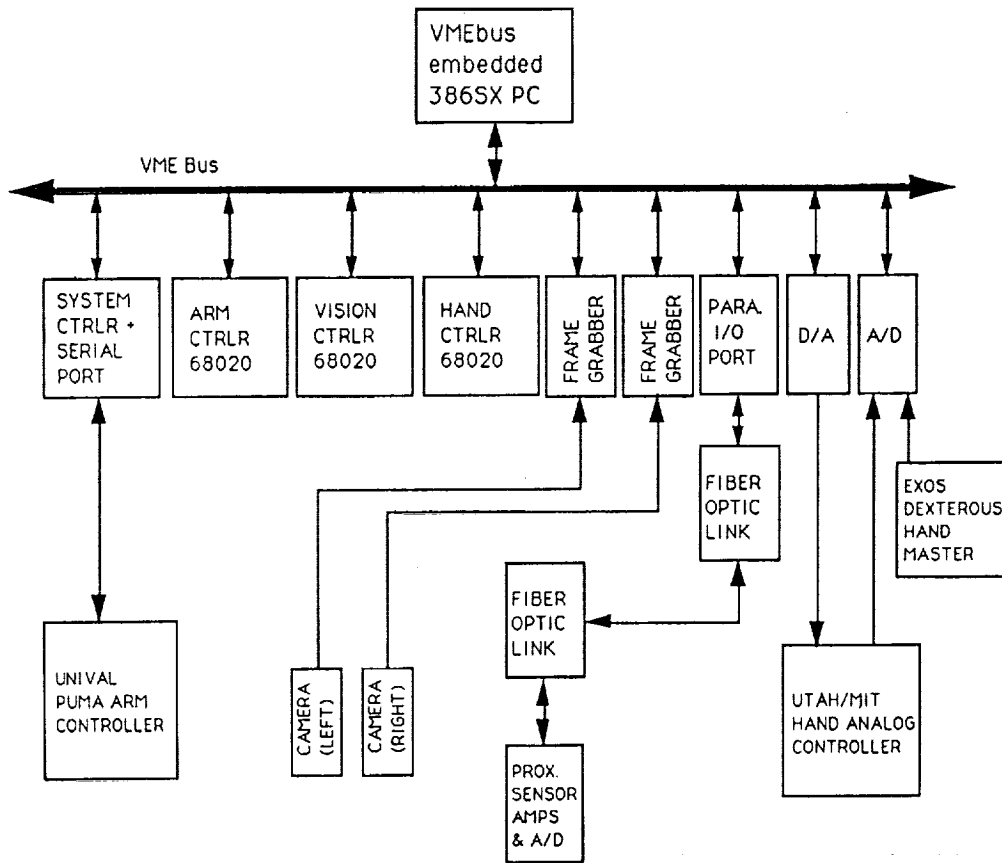 VMEbus
embedded
386SX PC
VME Bus
SYSTEM
CTRLR +
SERIAL
PORT
ARM
CTRLR
68020
VISION
CTRLR
68020
HAND
CTRLR
68020
FRAME
GRABBER
FRAME
GRABBER
PARA.
I/O
PORT
D/A
A/D
FIBER
OPTIC
LINK
EXOS
DEXTEROUS
HAND
MASTER
FIBER
OPTIC
LINK
UNIVAL
PUMA ARM
CONTROLLER
CAMERA
(LEFT)
CAMERA
(RIGHT)
UTAH/MIT
HAND ANALOG
CONTROLLER
PROX.
SENSOR
AMPS
& A/D